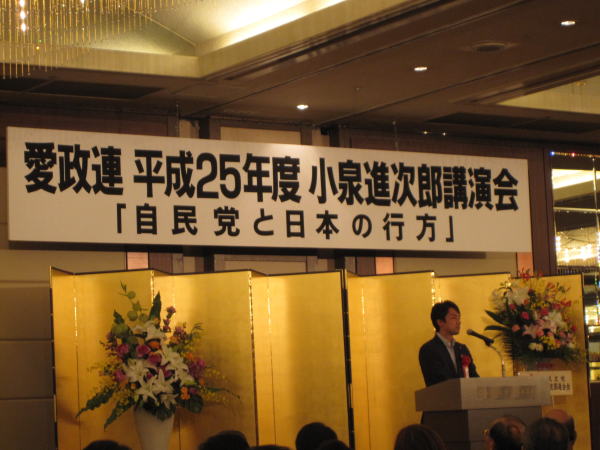 愛政連 平成25年度 小泉進次郎講演会
「自民党と日本の行方」